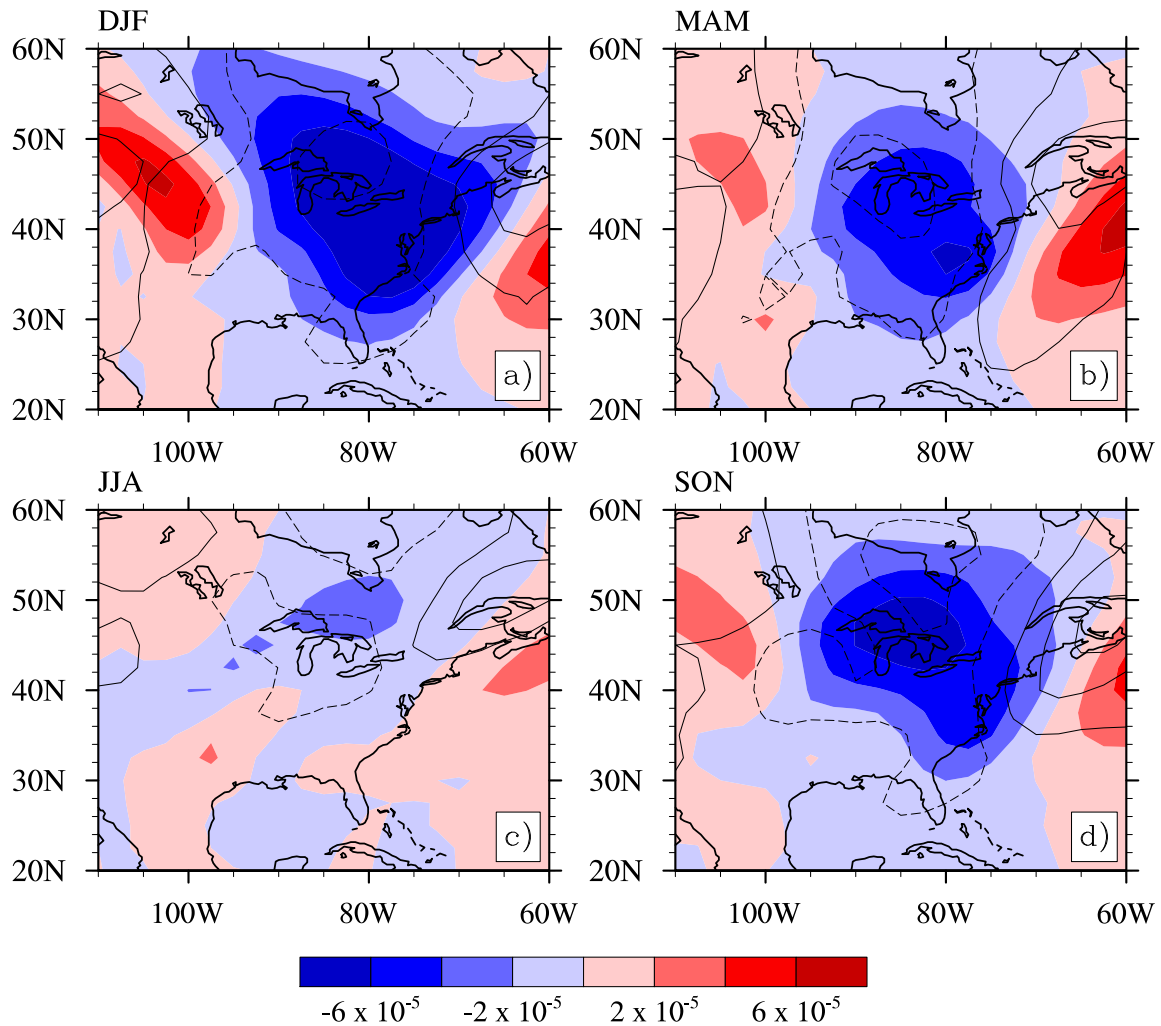 DJF MAM
60N 60N
50N 50N
40N 40N
30N 30N
20N a) 20N b)
100W 80W 60W 100W 80W 60W
JJA SON
60N 60N
50N 50N
40N 40N
30N 30N
20N c) 20N d)
100W 80W 60W 100W 80W 60W
-6 x 10⁻⁵ -2 x 10⁻⁵ 2 x 10⁻⁵ 6 x 10⁻⁵